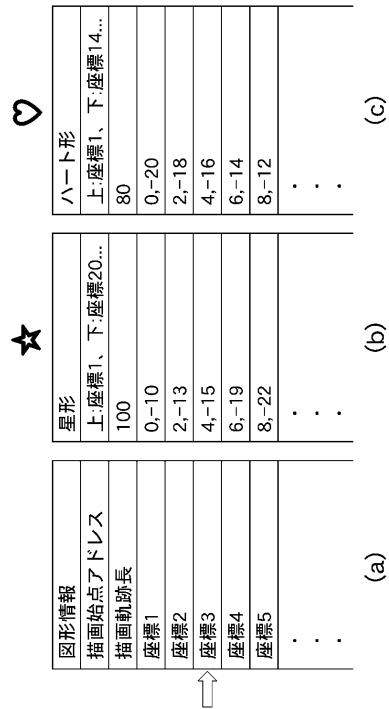 図形情報
描画始点アドレス
描画軌跡長
座標1
座標2
座標3
座標4
座標5
・・・
(a)
星形
上:座標1、下:座標20...
100
0,−10
2,−13
4,−15
6,−19
8,−22
・・・
(b)
ハート形
上:座標1、下:座標14...
80
0,−20
2,−18
4,−16
6,−14
8,−12
・・・
(c)